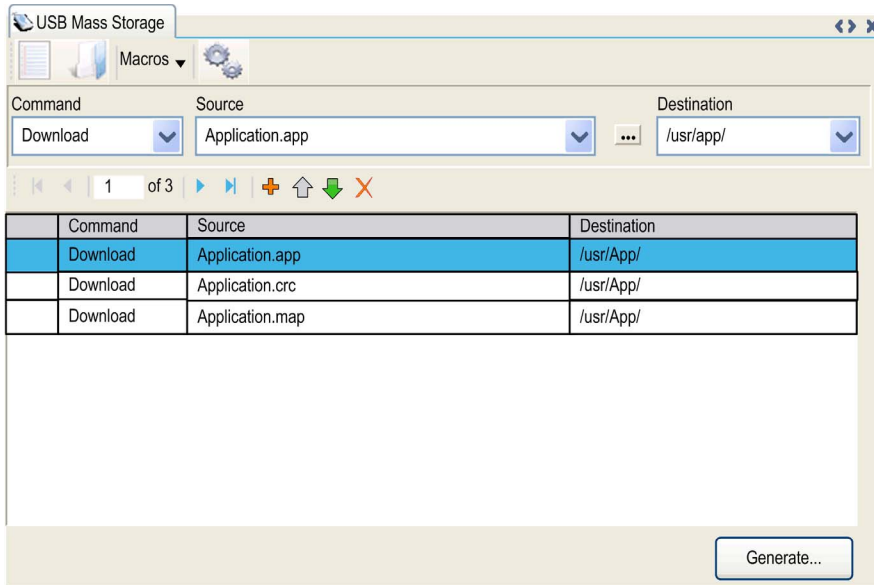 USB Mass Storage
Macros
Command Source Destination
Download Application.app ... /usr/app/
1 of 3
Command Source Destination
Download Application.app /usr/App/
Download Application.crc /usr/App/
Download Application.map /usr/App/
Generate...